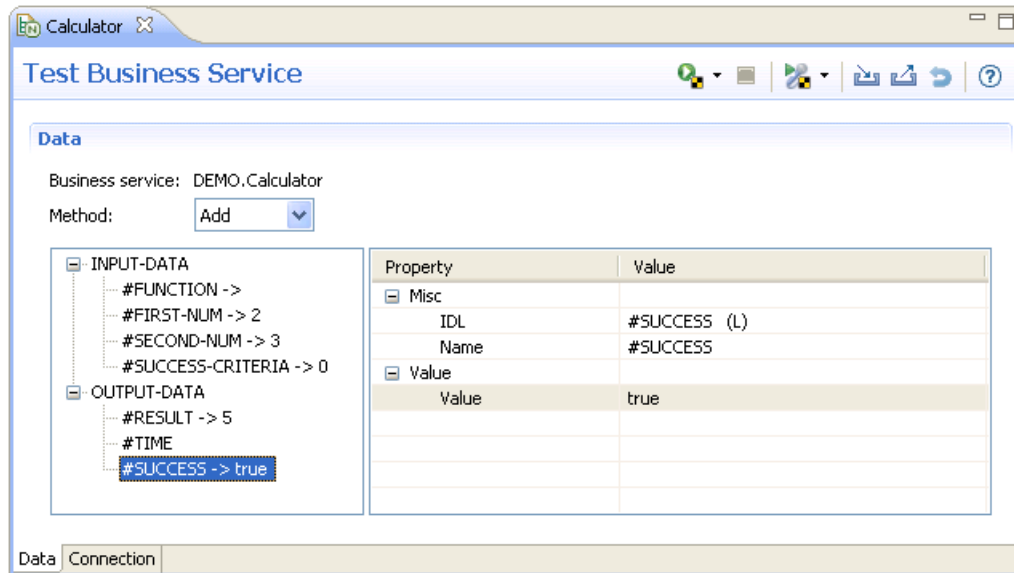 Calculator
Test Business Service
Data
Business service: DEMO.Calculator
Method: Add
INPUT-DATA
#FUNCTION ->
#FIRST-NUM -> 2
#SECOND-NUM -> 3
#SUCCESS-CRITERIA -> 0
OUTPUT-DATA
#RESULT -> 5
#TIME
#SUCCESS -> true
Property Value
Misc
IDL #SUCCESS (L)
Name #SUCCESS
Value
Value true
Data Connection